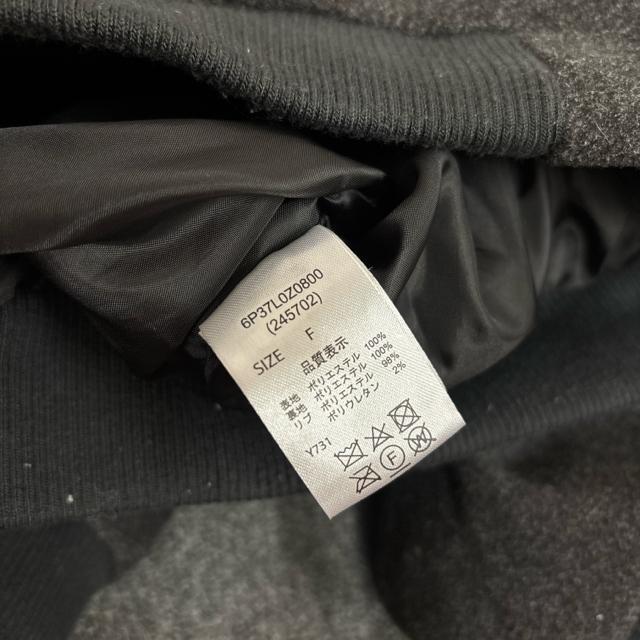 6P37L0Z0800
(245702)
SIZE F
品質表示
表地 ポリエステル 100%
裏地 ポリエステル 100%
リブ ポリエステル 98%
ポリウレタン 2%
Y731
F W